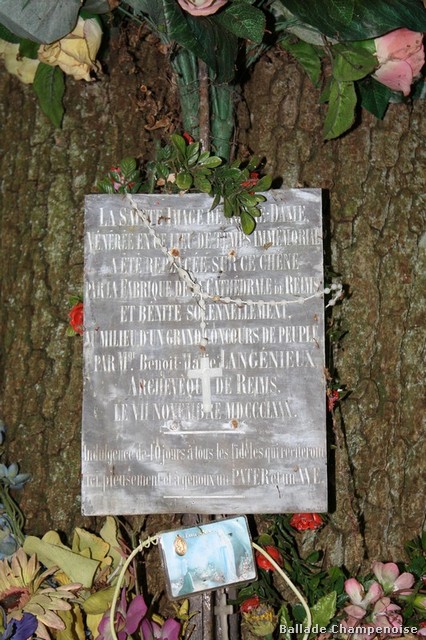 LA SAINTE IMAGE DE NOTRE-DAME
VÉNÉRÉE EN CE LIEU DE TEMPS IMMÉMORIAL
A ÉTÉ REPLACÉE SUR CE CHÊNE
PAR LA FABRIQUE DE LA CATHÉDRALE DE REIMS,
ET BÉNITE SOLENNELLEMENT,
AU MILIEU D'UN GRAND CONCOURS DE PEUPLE,
PAR MGR BENOIT-MARIE LANGÉNIEUX
ARCHEVÊQUE DE REIMS,
LE VII NOVEMBRE MDCCCLXXX.
Indulgence de 40 jours à tous les fidèles qui réciteront
ici pieusement et à genoux un PATER et un AVE.
Ballade Champenoise